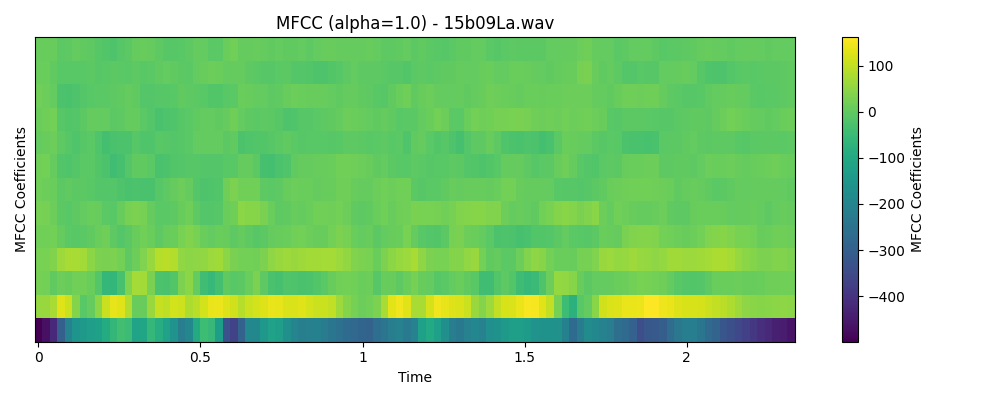 MFCC (alpha=1.0) - 15b09La.wav
MFCC Coefficients
0 0.5 1 1.5 2
Time
100
0
−100
−200
−300
−400
MFCC Coefficients